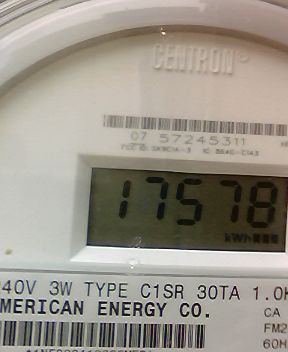 CENTRON®
07 57245311
17578
kWh
40V 3W TYPE C1SR 30TA 1.0K
MERICAN ENERGY CO.
CA
FM2
60H